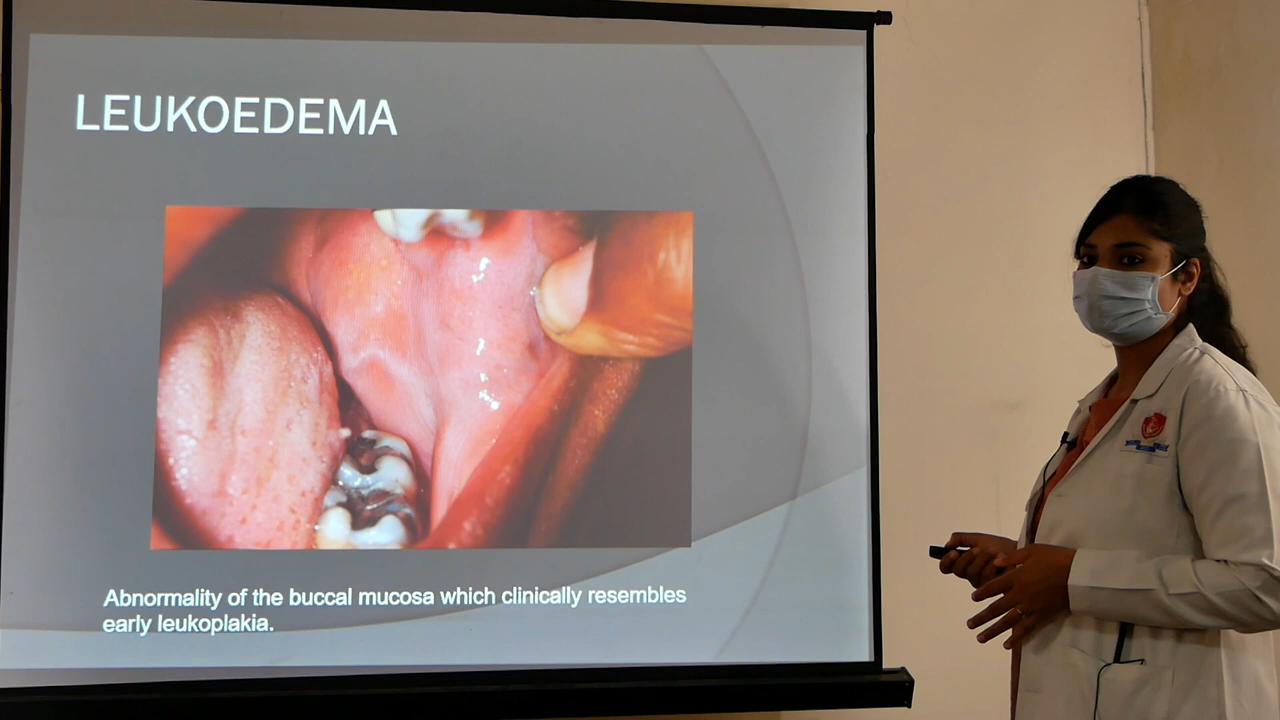 LEUKOEDEMA
Abnormality of the buccal mucosa which clinically resembles
early leukoplakia.